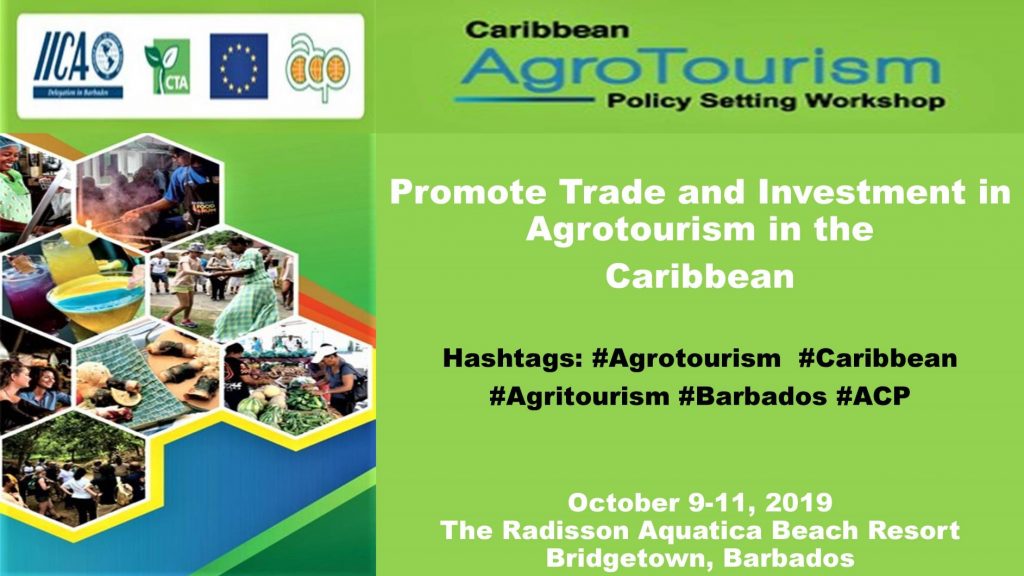 IICA
Delegation in Barbados
CTA
acp
Caribbean
AgroTourism
Policy Setting Workshop
Promote Trade and Investment in
Agrotourism in the
Caribbean
Hashtags: #Agrotourism #Caribbean
#Agritourism #Barbados #ACP
October 9-11, 2019
The Radisson Aquatica Beach Resort
Bridgetown, Barbados